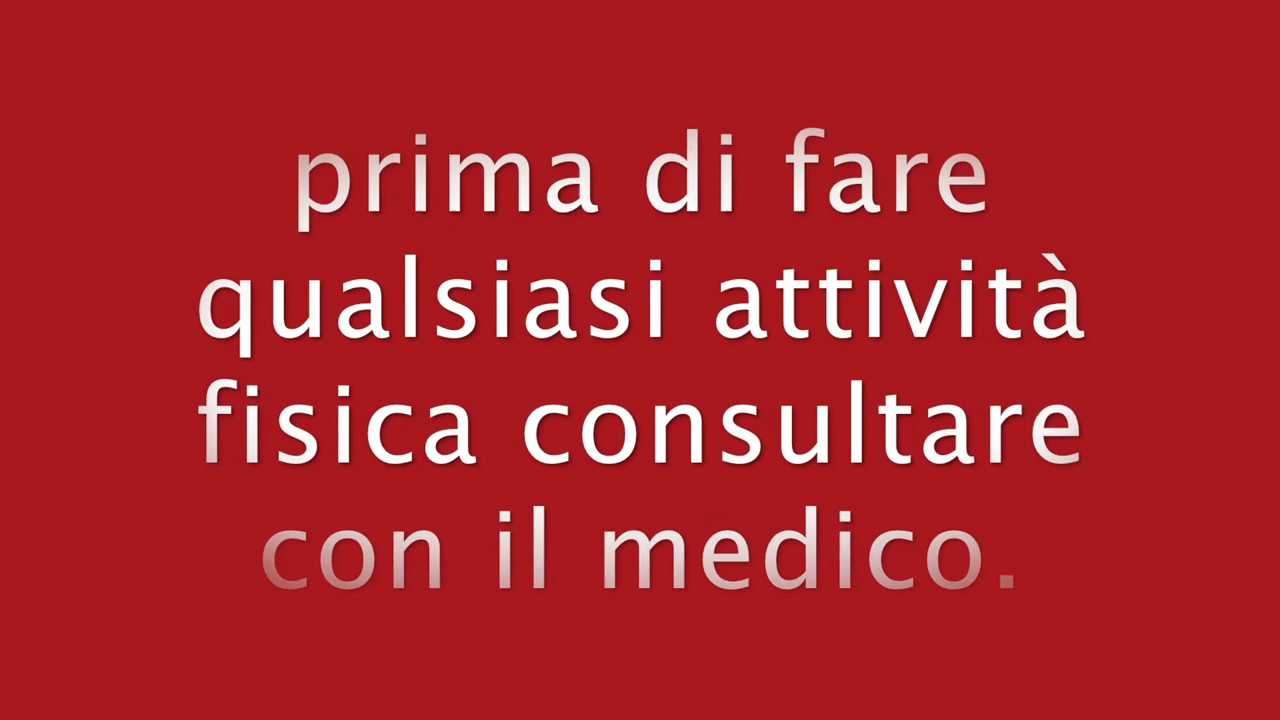 prima di fare
qualsiasi attività
fisica consultare
con il medico.